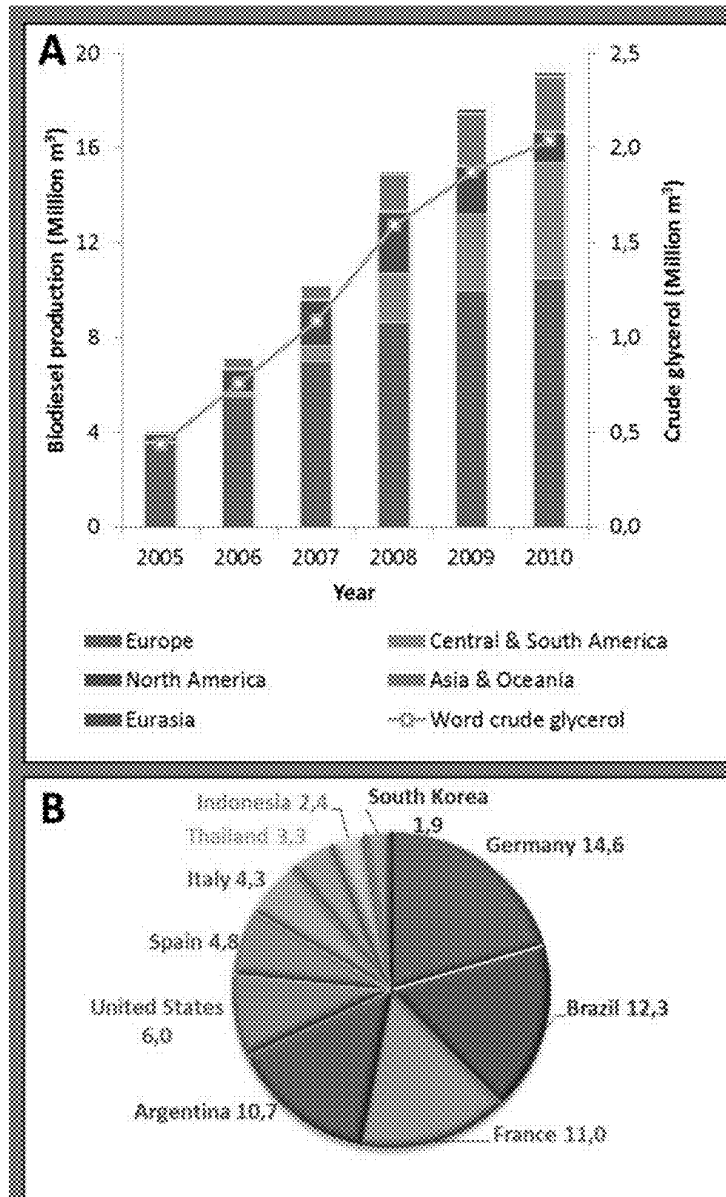 A
Biodiesel production (Million m³)
20
16
12
8
4
0
2,5
2,0
1,5
1,0
0,5
0,0
Crude glycerol (Million m³)
2005 2006 2007 2008 2009 2010
Year
Europe Central & South America
North America Asia & Oceania
Eurasia Word crude glycerol
B
Indonesia 2,4
South Korea
1,9
Thailand 3,3
Germany 14,6
Italy 4,3
Spain 4,8
United States
6,0
Brazil 12,3
Argentina 10,7
France 11,0